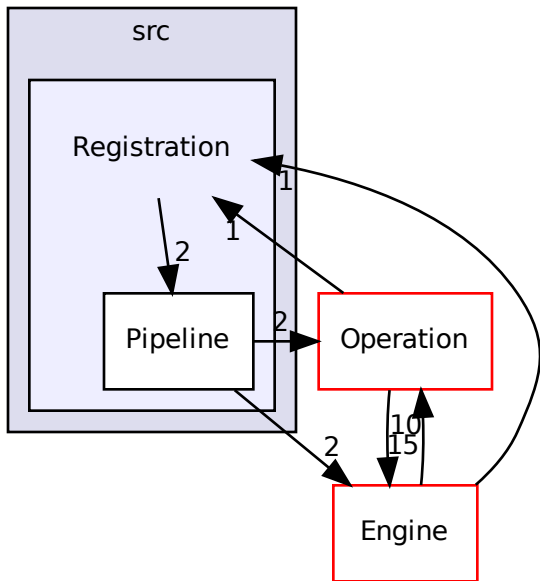 src
Registration
1
1
2
2
Pipeline
Operation
10
15
2
Engine